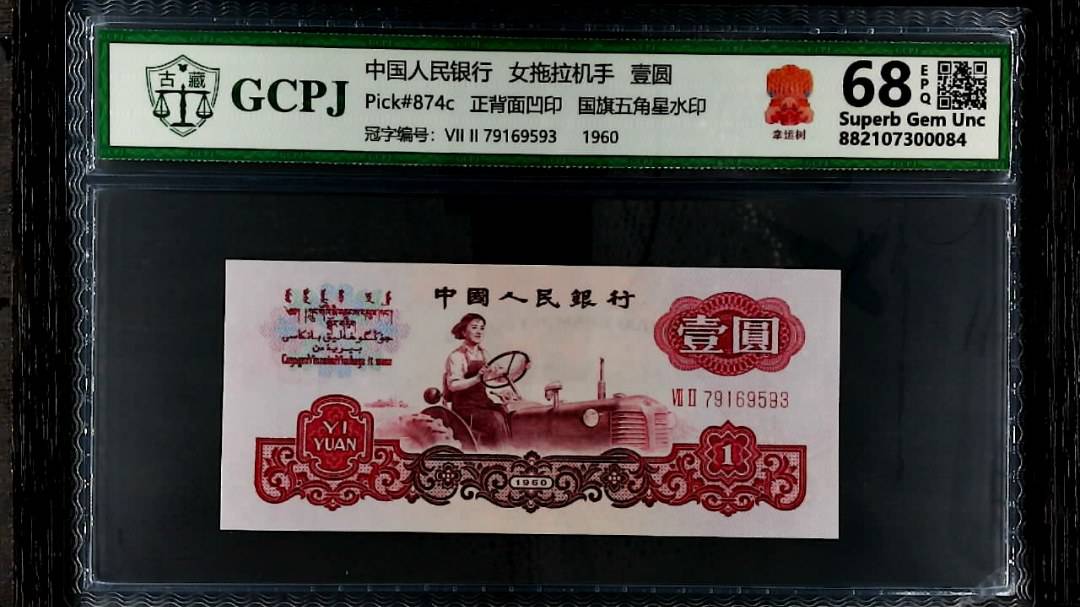 古藏
GCPJ
中国人民银行 女拖拉机手 壹圆
Pick#874c 正背面凹印 国旗五角星水印
冠字编号：VII II 79169593 1960
幸运树
68 EPQ
Superb Gem Unc
882107300084
中國人民銀行
壹圓
VII II 79169593
YI
YUAN
1
1960